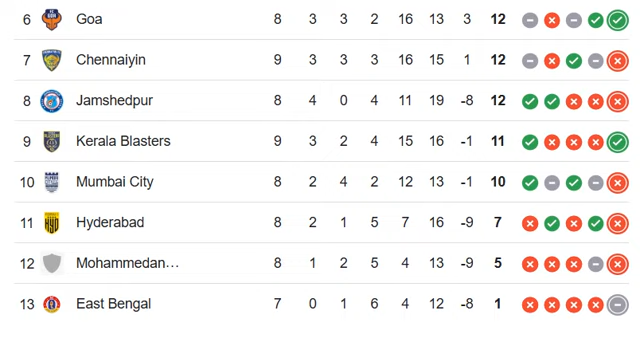 6 Goa 8 3 3 2 16 13 3 12
7 Chennaiyin 9 3 3 3 16 15 1 12
8 Jamshedpur 8 4 0 4 11 19 -8 12
9 Kerala Blasters 9 3 2 4 15 16 -1 11
10 Mumbai City 8 2 4 2 12 13 -1 10
11 Hyderabad 8 2 1 5 7 16 -9 7
12 Mohammedan… 8 1 2 5 4 13 -9 5
13 East Bengal 7 0 1 6 4 12 -8 1